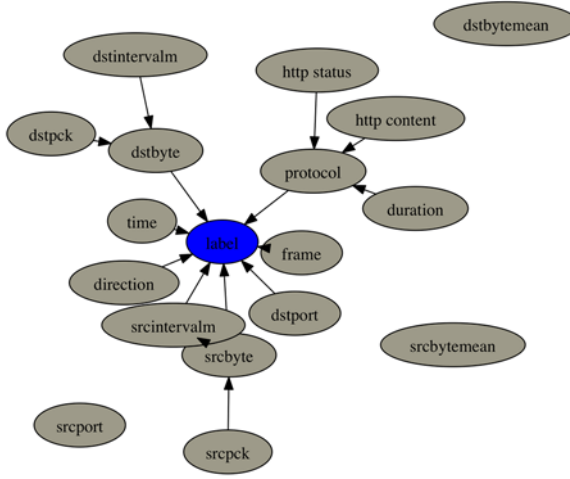 dstbytemean
dstintervalm
http status
http content
dstpck
dstbyte
protocol
duration
time
label
frame
direction
dstport
srcintervalm
srcbyte
srcbytemean
srcport
srcpck